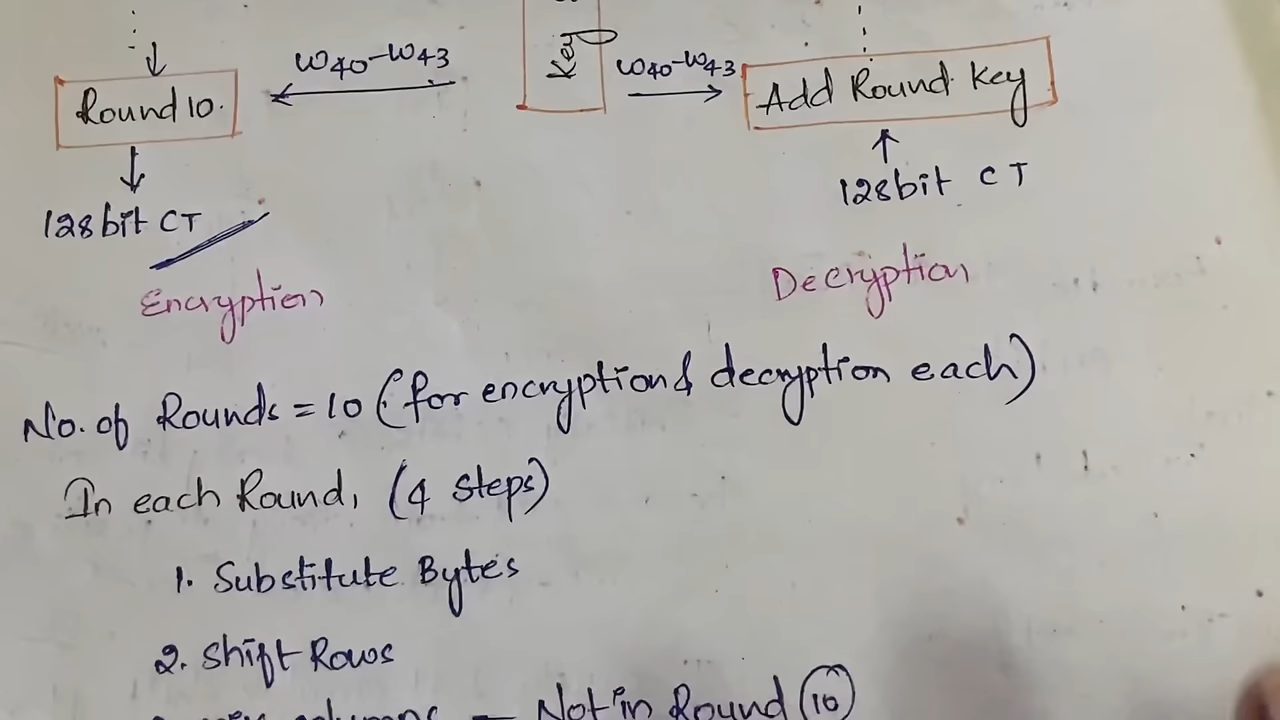 Key
W40-W43
W40-W43
Round 10.
Add Round Key
128bit CT
128bit CT
Encryption
Decryption
No. of Rounds = 10 (for encryption & decryption each)
In each Round, (4 steps)
1. Substitute Bytes
2. Shift Rows
mix columns — Not in Round 10